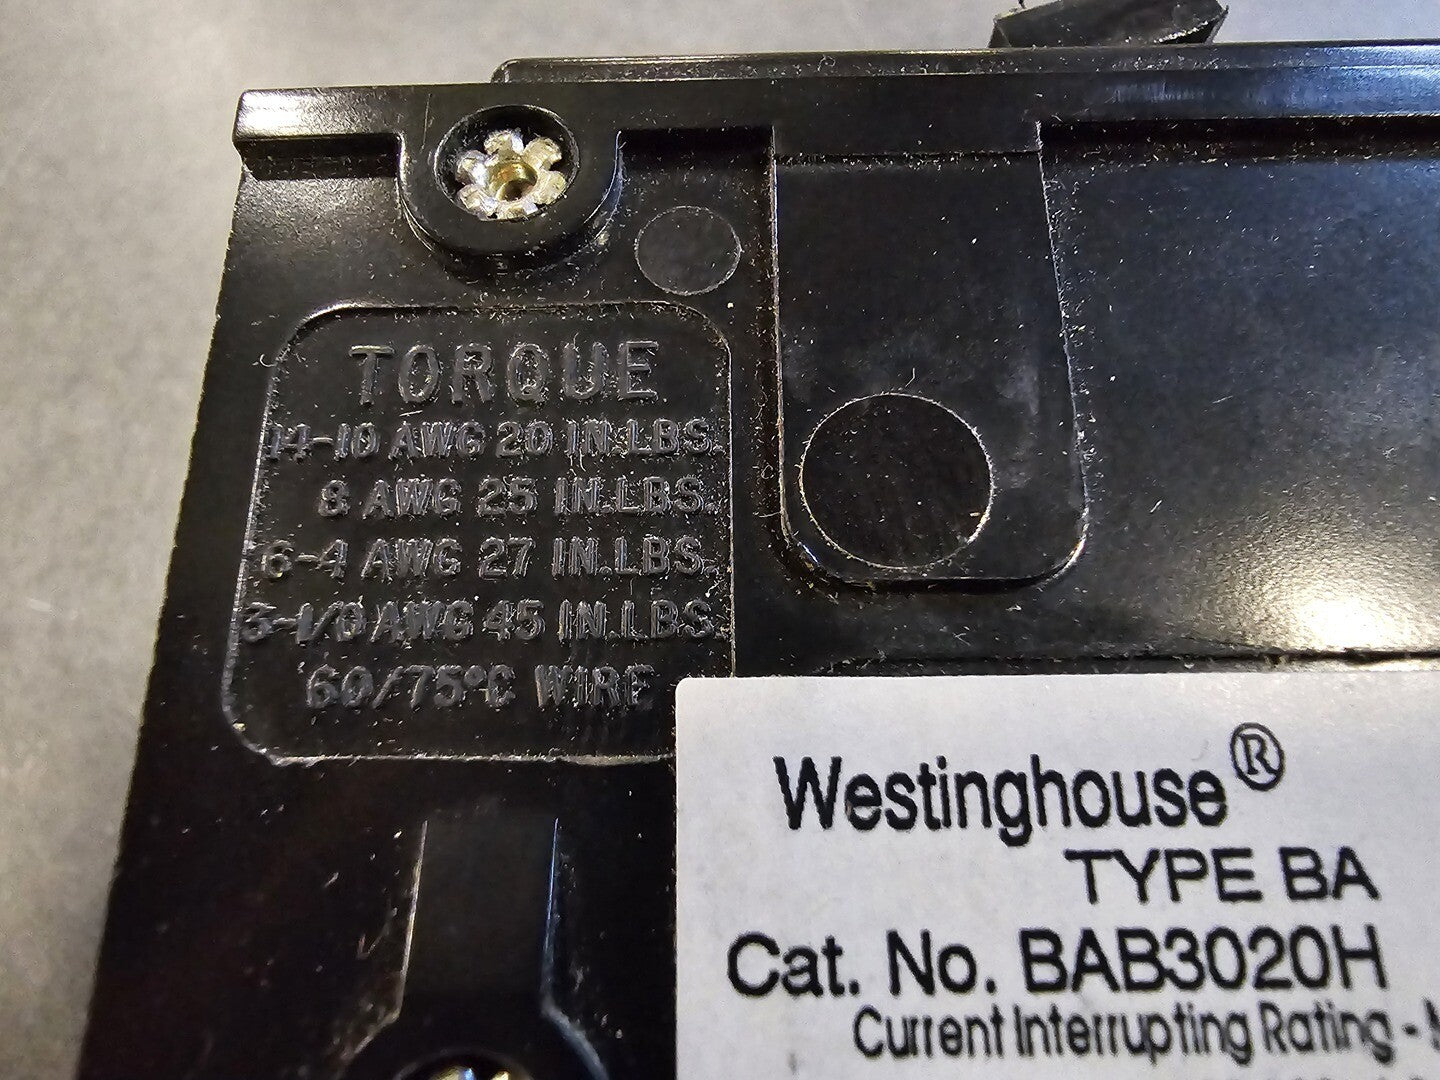 TORQUE
14-10 AWG 20 IN.LBS.
8 AWG 25 IN.LBS.
6-4 AWG 27 IN.LBS.
3-1/0 AWG 45 IN.LBS.
60/75°C WIRE
Westinghouse®
TYPE BA
Cat. No. BAB3020H
Current Interrupting Rating -